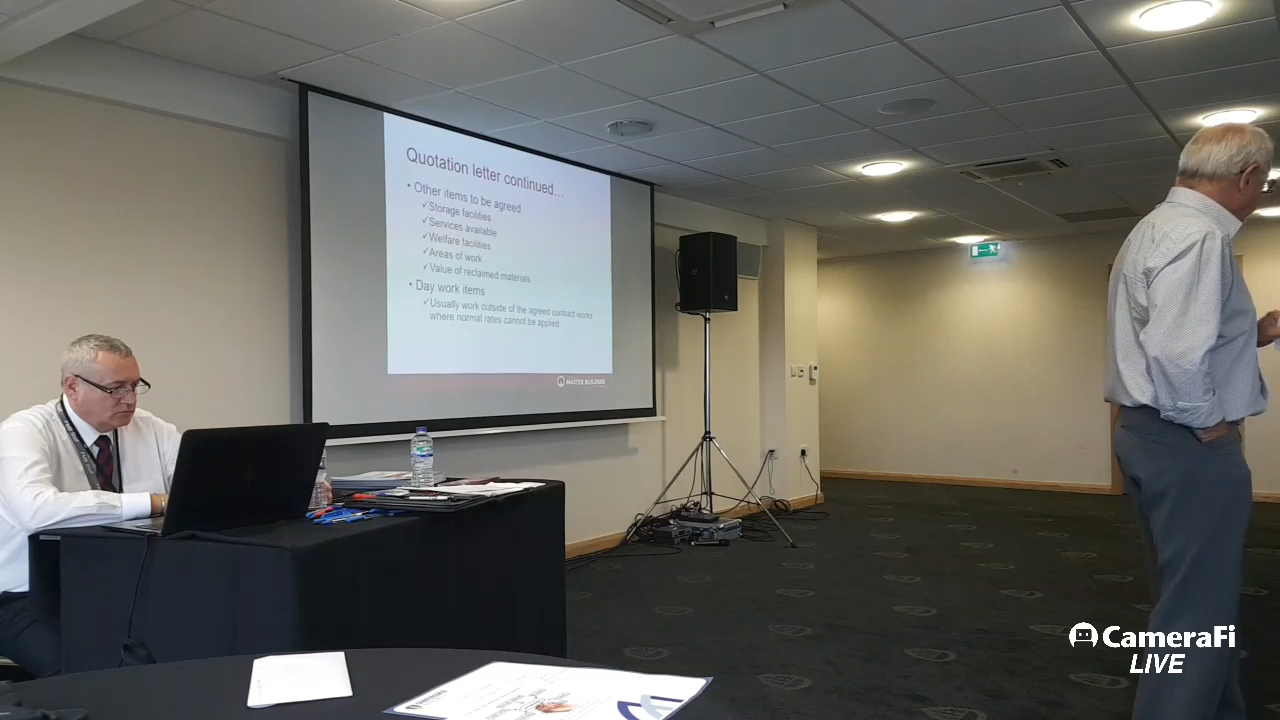 Quotation letter continued…
• Other items to be agreed
✓Storage facilities
✓Services available
✓Welfare facilities
✓Areas of work
✓Value of reclaimed materials
• Day work items
✓Usually work outside of the agreed contract works
where normal rates cannot be applied
MASTER BUILDERS
CameraFi
LIVE